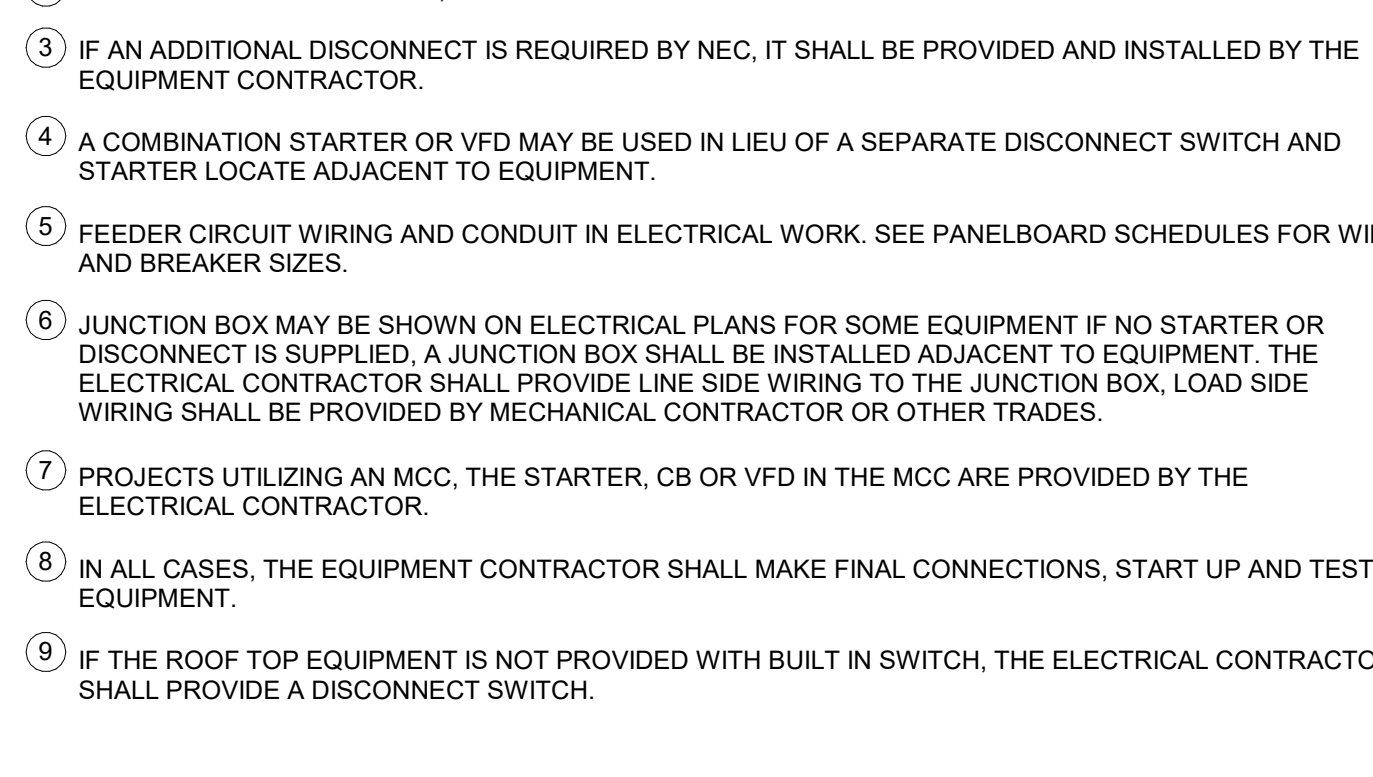 3 IF AN ADDITIONAL DISCONNECT IS REQUIRED BY NEC, IT SHALL BE PROVIDED AND INSTALLED BY THE
EQUIPMENT CONTRACTOR.
4 A COMBINATION STARTER OR VFD MAY BE USED IN LIEU OF A SEPARATE DISCONNECT SWITCH AND
STARTER LOCATE ADJACENT TO EQUIPMENT.
5 FEEDER CIRCUIT WIRING AND CONDUIT IN ELECTRICAL WORK. SEE PANELBOARD SCHEDULES FOR
AND BREAKER SIZES.
6 JUNCTION BOX MAY BE SHOWN ON ELECTRICAL PLANS FOR SOME EQUIPMENT IF NO STARTER OR
DISCONNECT IS SUPPLIED, A JUNCTION BOX SHALL BE INSTALLED ADJACENT TO EQUIPMENT. THE
ELECTRICAL CONTRACTOR SHALL PROVIDE LINE SIDE WIRING TO THE JUNCTION BOX, LOAD SIDE
WIRING SHALL BE PROVIDED BY MECHANICAL CONTRACTOR OR OTHER TRADES.
7 PROJECTS UTILIZING AN MCC, THE STARTER, CB OR VFD IN THE MCC ARE PROVIDED BY THE
ELECTRICAL CONTRACTOR.
8 IN ALL CASES, THE EQUIPMENT CONTRACTOR SHALL MAKE FINAL CONNECTIONS, START UP AND TEST
EQUIPMENT.
9 IF THE ROOF TOP EQUIPMENT IS NOT PROVIDED WITH BUILT IN SWITCH, THE ELECTRICAL
SHALL PROVIDE A DISCONNECT SWITCH.